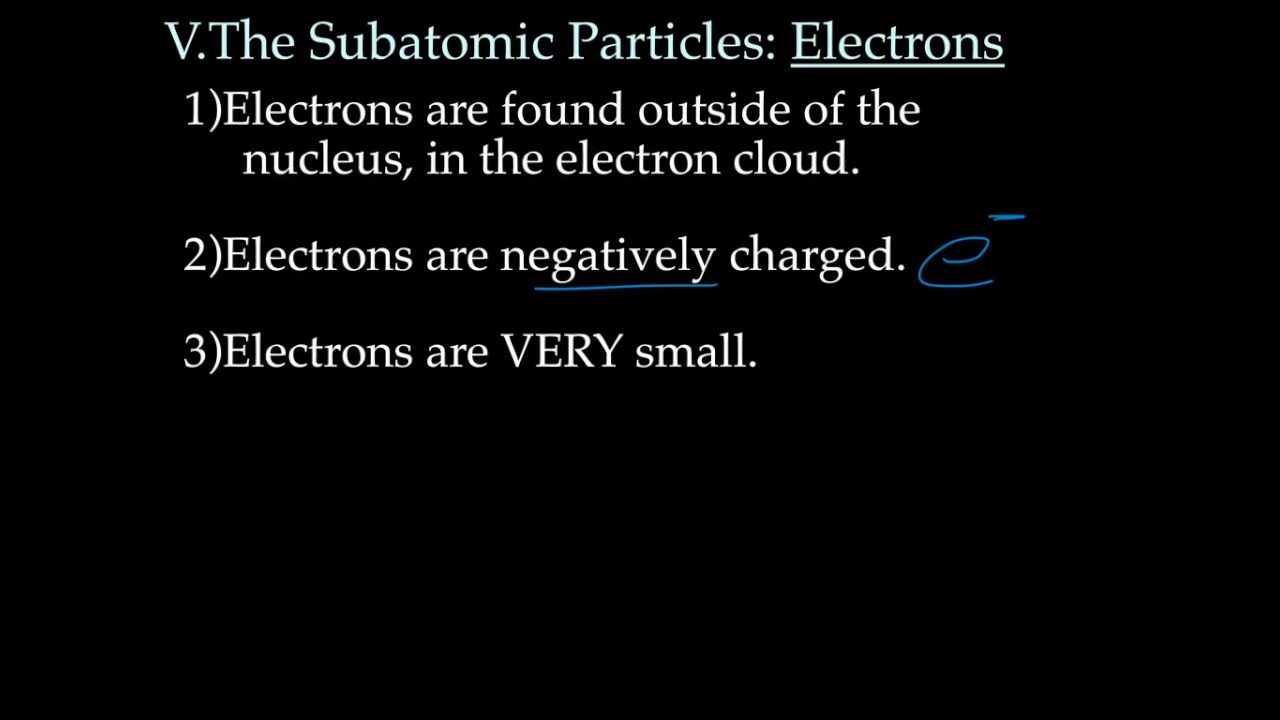 V.The Subatomic Particles: Electrons
1)Electrons are found outside of the
nucleus, in the electron cloud.
2)Electrons are negatively charged. e⁻
3)Electrons are VERY small.